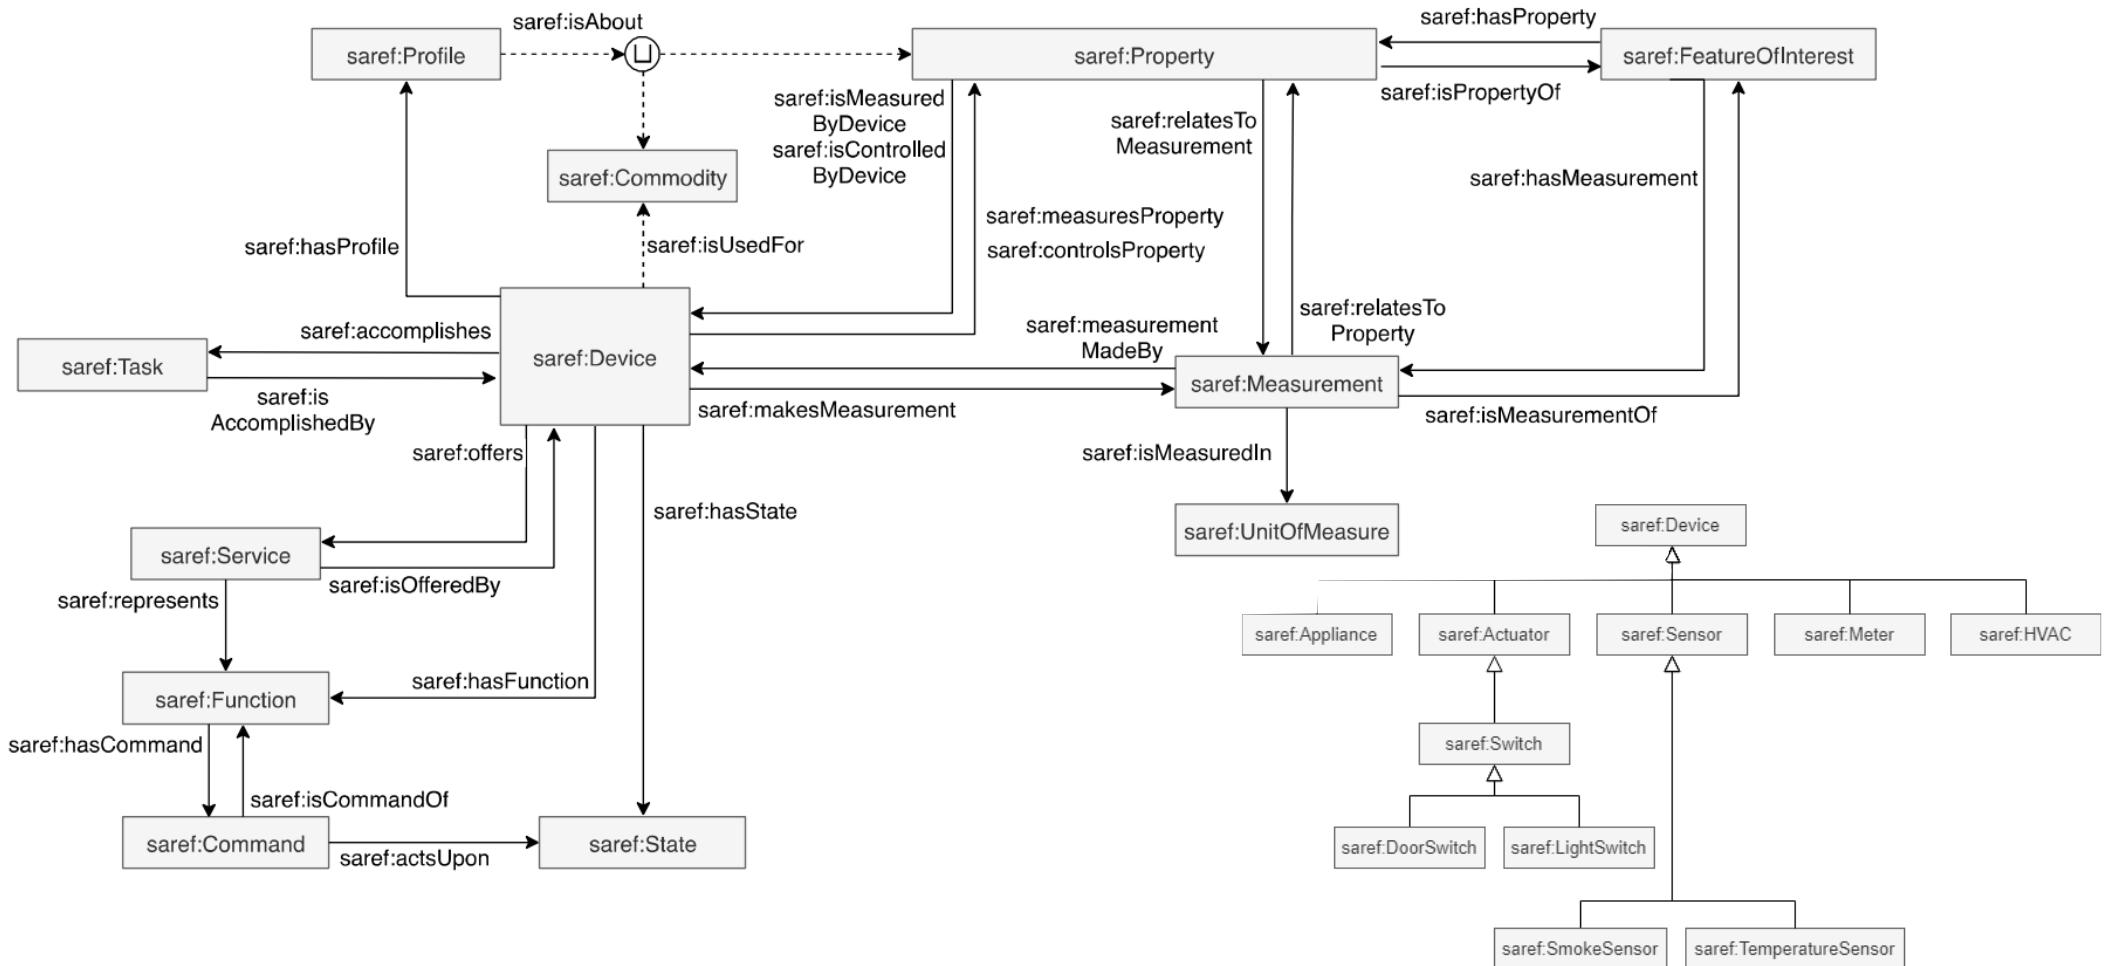 saref:isAbout
saref:hasProperty
saref:Profile
saref:Property
saref:FeatureOfInterest
saref:isMeasured
ByDevice
saref:isControlled
ByDevice
saref:relatesTo
Measurement
saref:isPropertyOf
saref:Commodity
saref:hasMeasurement
saref:measuresProperty
saref:controlsProperty
saref:hasProfile
saref:isUsedFor
saref:accomplishes
saref:Device
saref:measurement
MadeBy
saref:relatesTo
Property
saref:Task
saref:is
AccomplishedBy
saref:Measurement
saref:makesMeasurement
saref:isMeasurementOf
saref:offers
saref:isMeasuredIn
saref:hasState
saref:UnitOfMeasure
saref:Service
saref:isOfferedBy
saref:represents
saref:hasFunction
saref:Function
saref:hasCommand
saref:isCommandOf
saref:Command
saref:actsUpon
saref:State
saref:Device
saref:Appliance
saref:Actuator
saref:Sensor
saref:Meter
saref:HVAC
saref:Switch
saref:DoorSwitch
saref:LightSwitch
saref:SmokeSensor
saref:TemperatureSensor